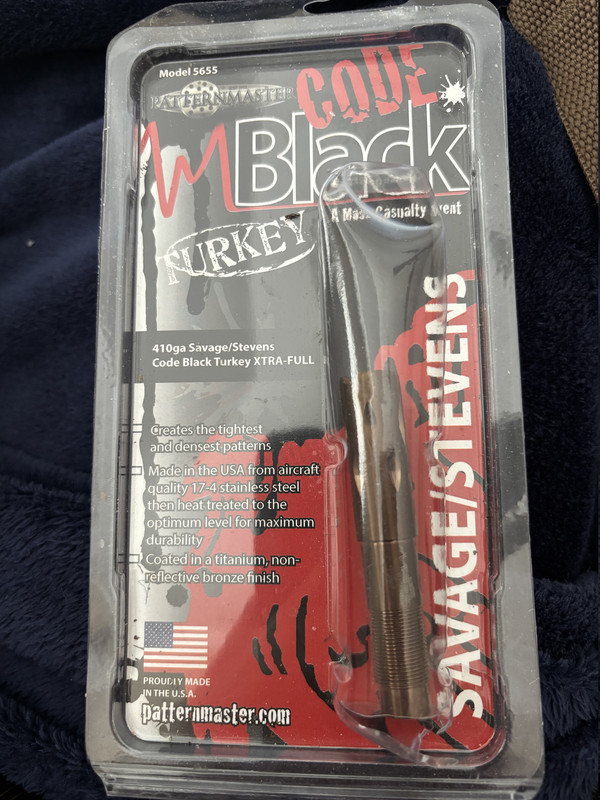 Model 5655
PATTERNMASTER
CODE
Black
A Mass Casualty Event
TURKEY
410ga Savage/Stevens
Code Black Turkey XTRA-FULL
Creates the tightest
and densest patterns
Made in the USA from aircraft
quality 17-4 stainless steel
then heat treated to the
optimum level for maximum
durability
Coated in a titanium, non-
reflective bronze finish
PROUDLY MADE
IN THE U.S.A.
patternmaster.com
SAVAGE/STEVENS